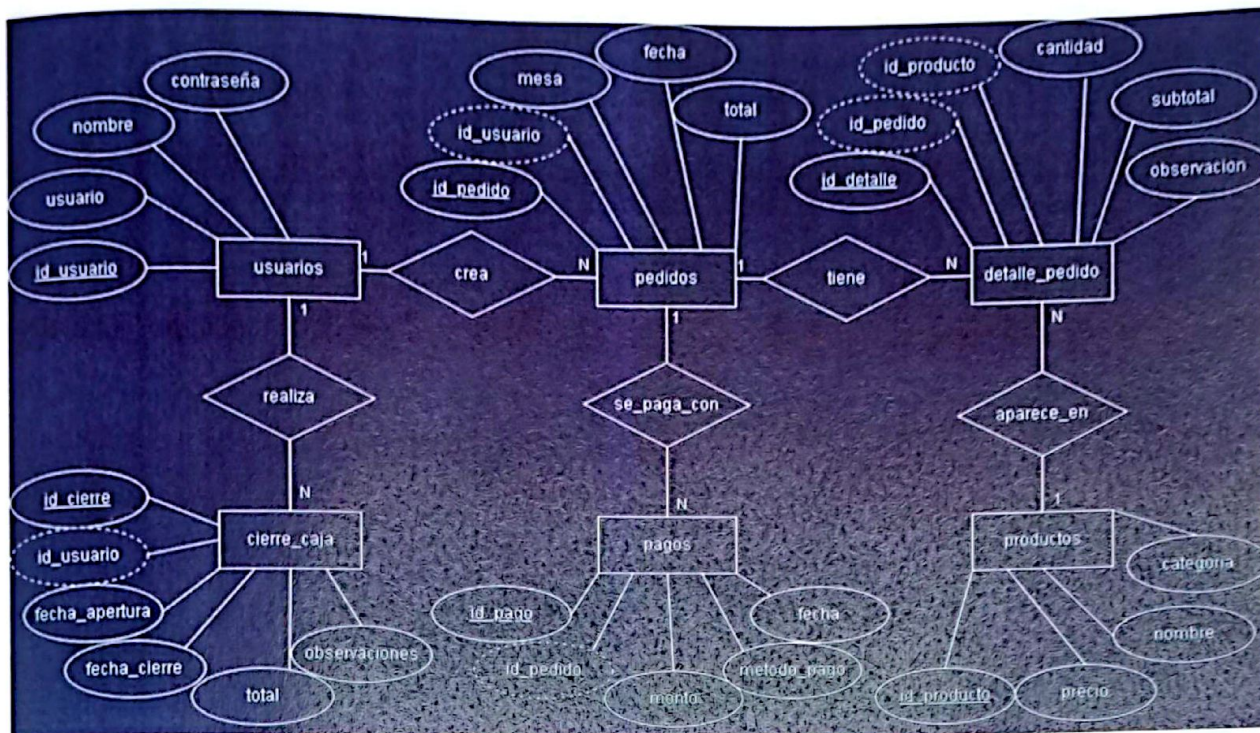 fecha
cantidad
mesa
id_producto
contraseña
subtotal
total
nombre
id_usuario
id_pedido
observacion
id_pedido
id_detalle
usuario
id_usuario
usuarios
1
crea
N
pedidos
1
tiene
N
detalle_pedido
1
1
N
realiza
se_paga_con
aparece_en
N
N
1
id_cierre
cierre_caja
pagos
productos
id_usuario
categoria
fecha_apertura
id_pago
fecha
nombre
fecha_cierre
observaciones
id_pedido
metodo_pago
total
monto
id_producto
precio